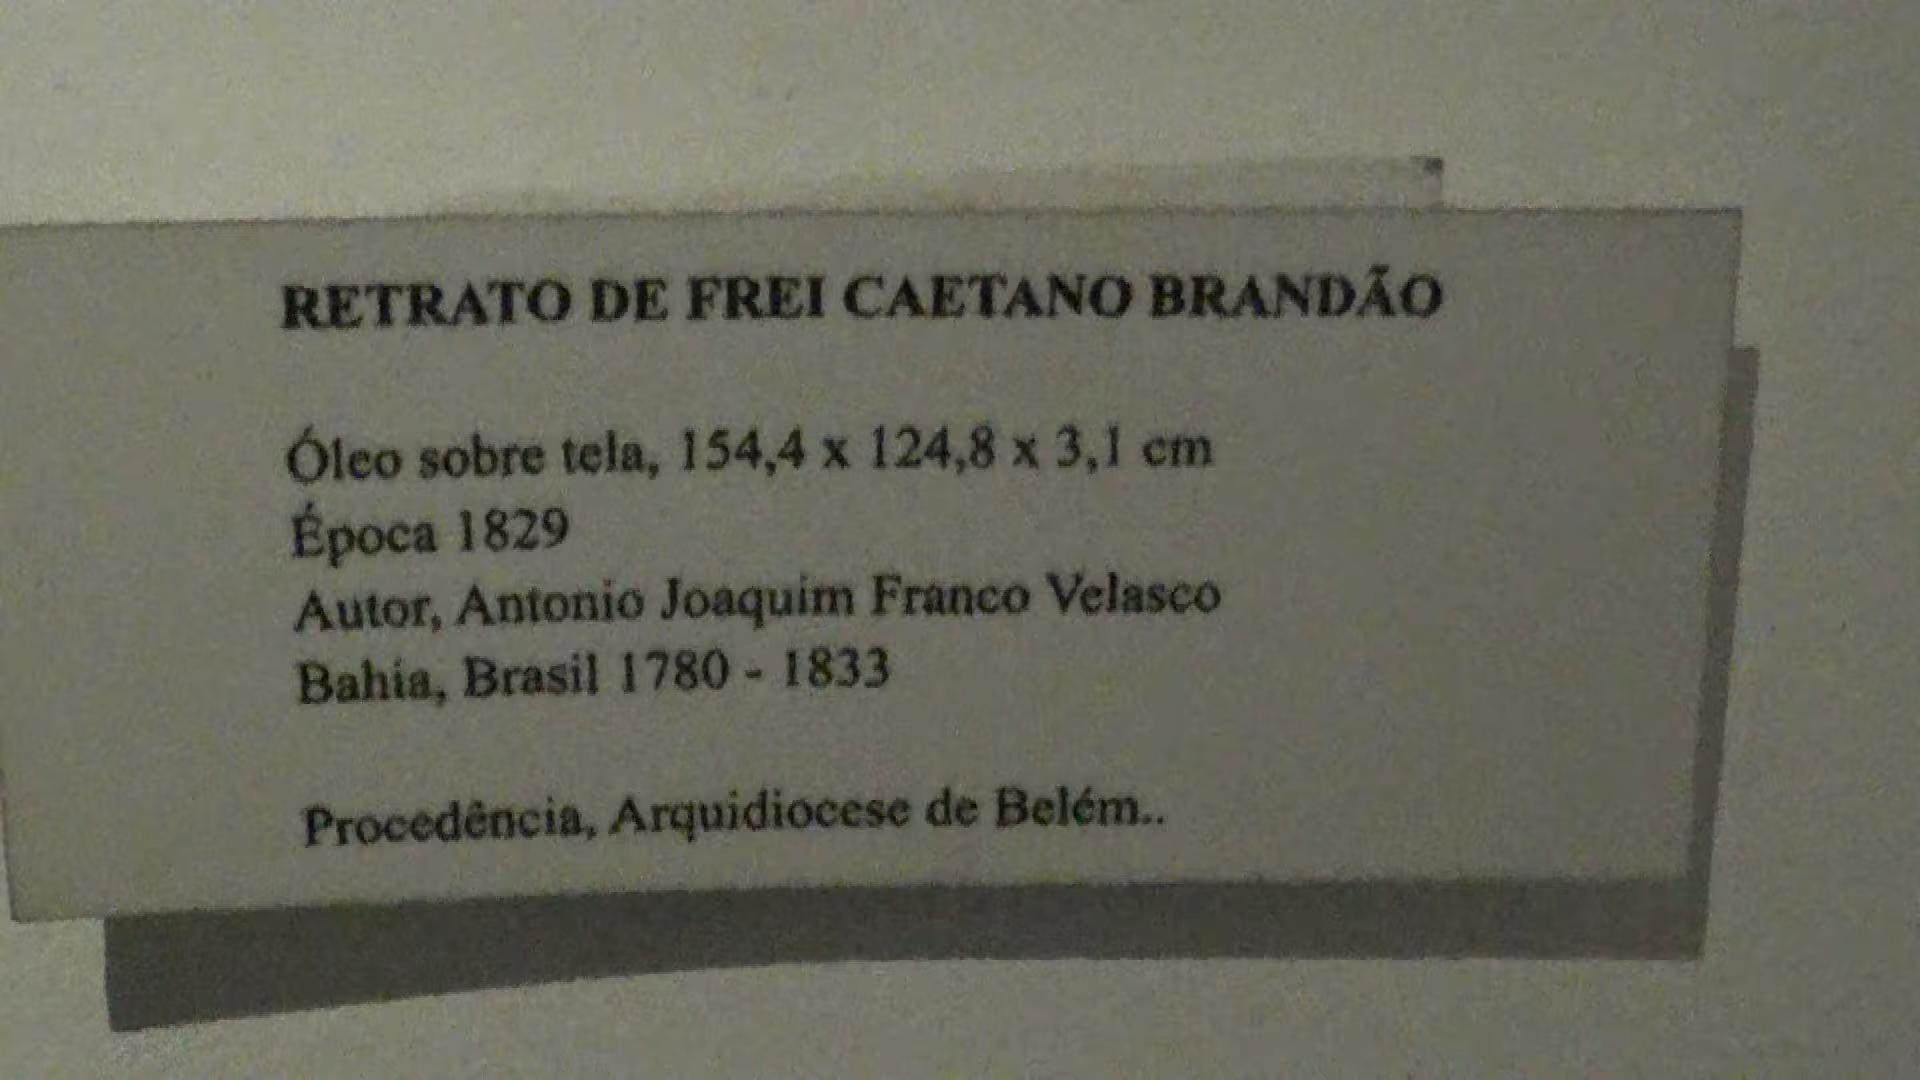 RETRATO DE FREI CAETANO BRANDÃO
Óleo sobre tela, 154,4 x 124,8 x 3,1 cm
Época 1829
Autor, Antonio Joaquim Franco Velasco
Bahia, Brasil 1780 - 1833
Procedência, Arquidiocese de Belém..